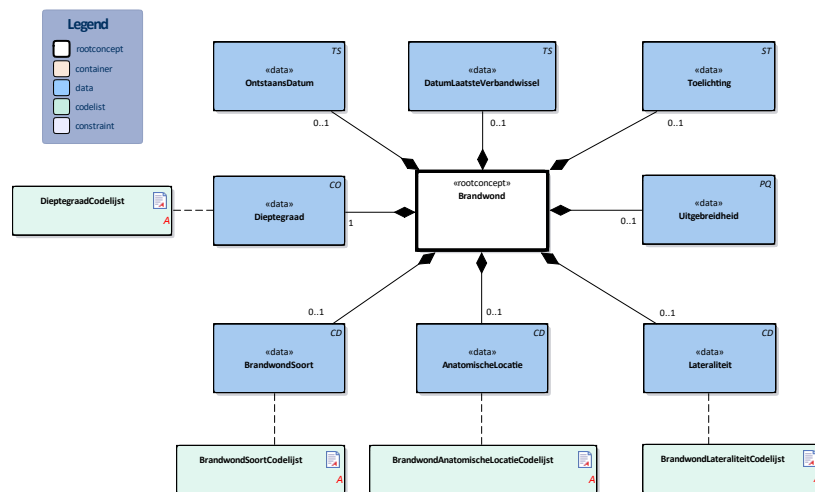 Legend
rootconcept
container
data
codelist
constraint
TS
«data»
OntstaansDatum
0..1
TS
«data»
DatumLaatsteVerbandwissel
0..1
ST
«data»
Toelichting
0..1
DieptegraadCodelijst
A
CO
«data»
Dieptegraad
1
«rootconcept»
Brandwond
PQ
«data»
Uitgebreidheid
0..1
0..1
CD
«data»
BrandwondSoort
0..1
CD
«data»
AnatomischeLocatie
0..1
CD
«data»
Lateraliteit
BrandwondSoortCodelijst
A
BrandwondAnatomischeLocatieCodelijst
A
BrandwondLateraliteitCodelijst
A